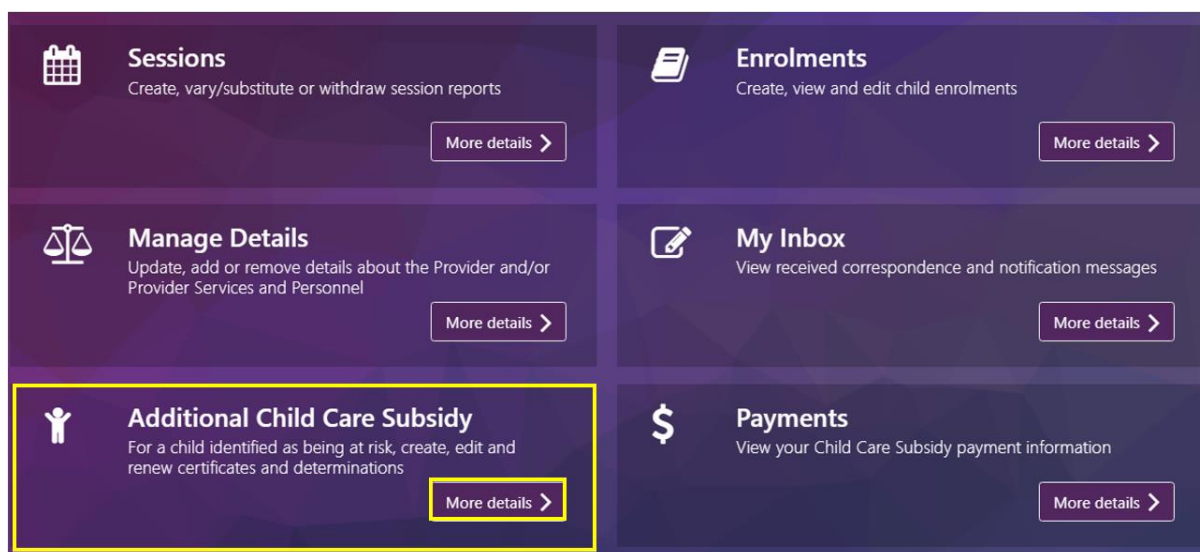 Sessions
Create, vary/substitute or withdraw session reports
More details
Enrolments
Create, view and edit child enrolments
More details
Manage Details
Update, add or remove details about the Provider and/or
Provider Services and Personnel
More details
My Inbox
View received correspondence and notification messages
More details
Additional Child Care Subsidy
For a child identified as being at risk, create, edit and
renew certificates and determinations
More details
Payments
View your Child Care Subsidy payment information
More details